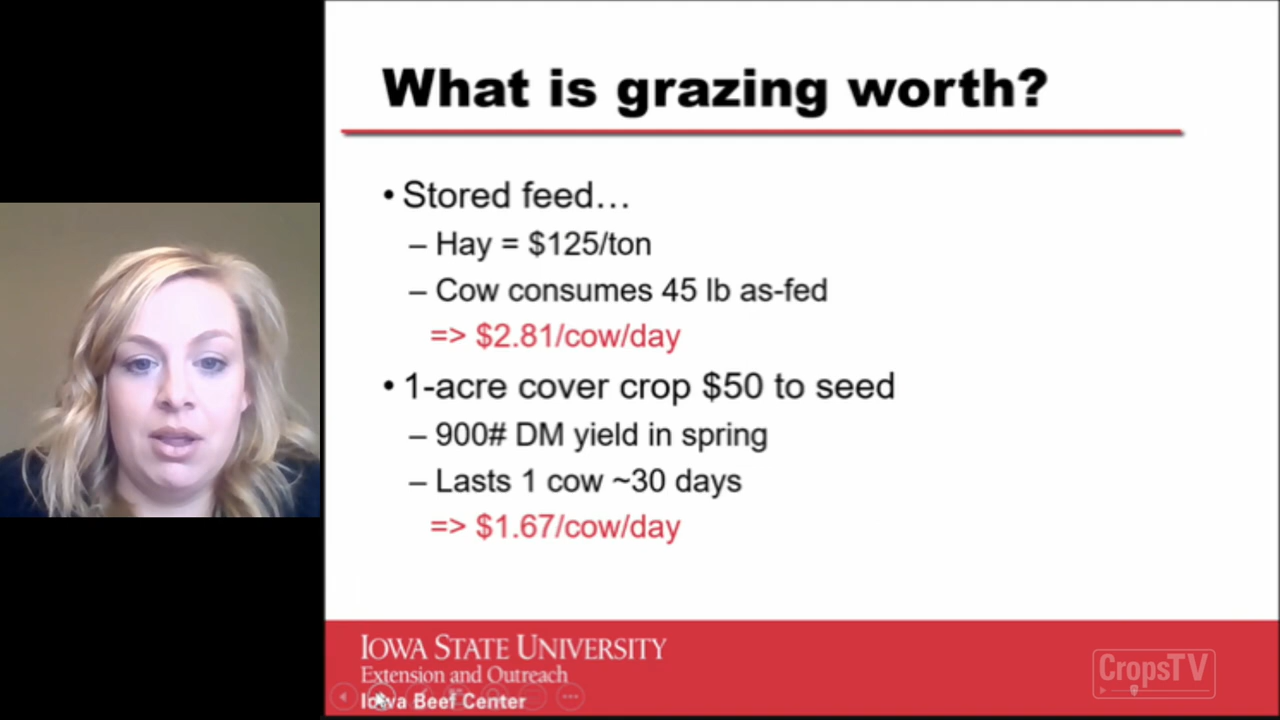 What is grazing worth?
• Stored feed…
– Hay = $125/ton
– Cow consumes 45 lb as-fed
=> $2.81/cow/day
• 1-acre cover crop $50 to seed
– 900# DM yield in spring
– Lasts 1 cow ~30 days
=> $1.67/cow/day
IOWA STATE UNIVERSITY
Extension and Outreach
Iowa Beef Center
CropsTV